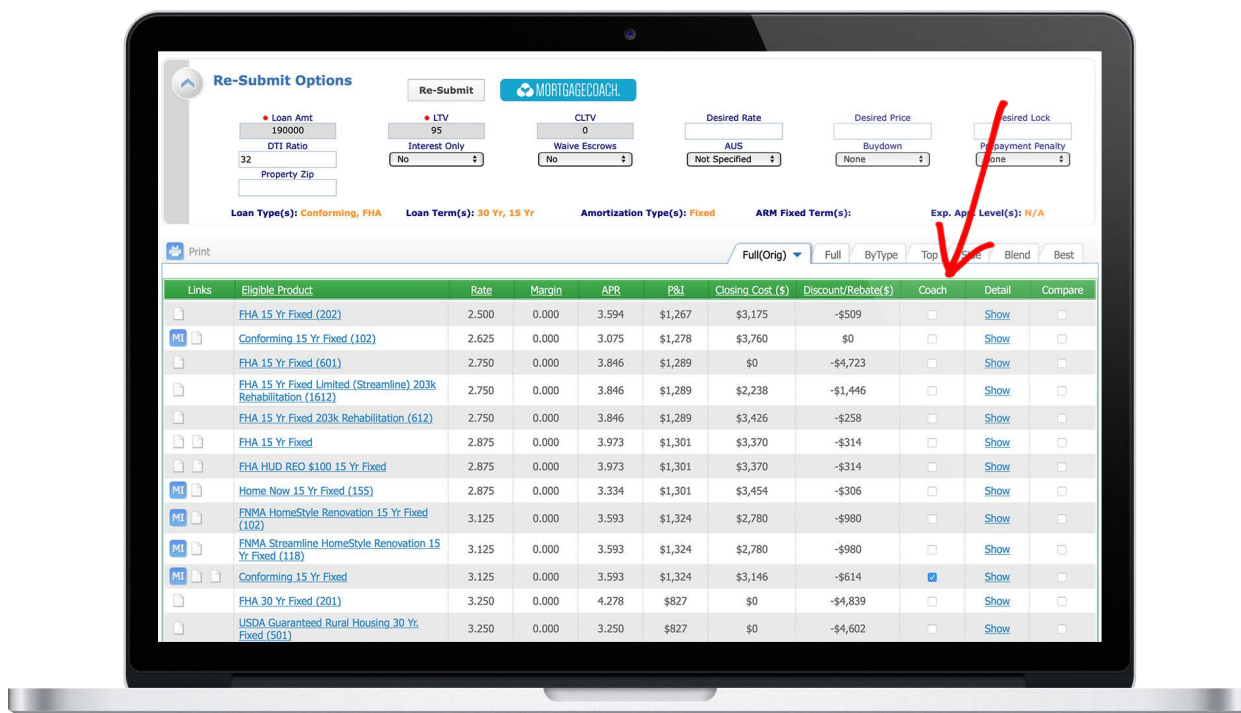 Re-Submit Options
Re-Submit
MORTGAGECOACH.
Loan Amt LTV CLTV Desired Rate Desired Price Desired Lock
190000 95 0
DTI Ratio Interest Only Waive Escrows AUS Buydown Prepayment Penalty
32 No No Not Specified None None
Property Zip
Loan Type(s): Conforming, FHA Loan Term(s): 30 Yr, 15 Yr Amortization Type(s): Fixed ARM Fixed Term(s): Exp. App. Level(s): N/A
Print Full(Orig) Full ByType Top Blend Best
Links Eligible Product Rate Margin APR P&I Closing Cost ($) Discount/Rebate($) Coach Detail Compare
FHA 15 Yr Fixed (202) 2.500 0.000 3.594 $1,267 $3,175 -$509 Show
MI Conforming 15 Yr Fixed (102) 2.625 0.000 3.075 $1,278 $3,760 $0 Show
FHA 15 Yr Fixed (601) 2.750 0.000 3.846 $1,289 $0 -$4,723 Show
FHA 15 Yr Fixed Limited (Streamline) 203k
Rehabilitation (1612) 2.750 0.000 3.846 $1,289 $2,238 -$1,446 Show
FHA 15 Yr Fixed 203k Rehabilitation (612) 2.750 0.000 3.846 $1,289 $3,426 -$258 Show
FHA 15 Yr Fixed 2.875 0.000 3.973 $1,301 $3,370 -$314 Show
FHA HUD REO $100 15 Yr Fixed 2.875 0.000 3.973 $1,301 $3,370 -$314 Show
MI Home Now 15 Yr Fixed (155) 2.875 0.000 3.334 $1,301 $3,454 -$306 Show
MI FNMA HomeStyle Renovation 15 Yr Fixed
(102) 3.125 0.000 3.593 $1,324 $2,780 -$980 Show
MI FNMA Streamline HomeStyle Renovation 15
Yr Fixed (118) 3.125 0.000 3.593 $1,324 $2,780 -$980 Show
MI Conforming 15 Yr Fixed 3.125 0.000 3.593 $1,324 $3,146 -$614 Show
FHA 30 Yr Fixed (201) 3.250 0.000 4.278 $827 $0 -$4,839 Show
USDA Guaranteed Rural Housing 30 Yr.
Fixed (501) 3.250 0.000 3.250 $827 $0 -$4,602 Show